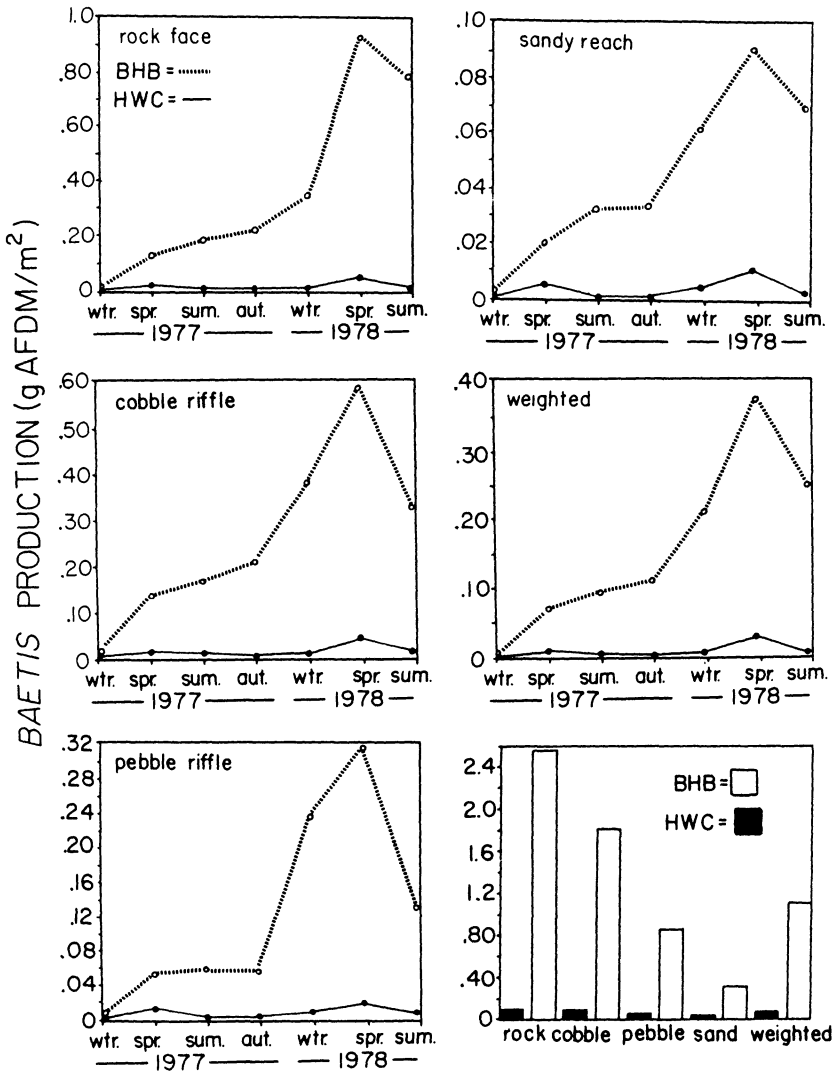 BAETIS PRODUCTION (g AFDM/m²)
rock face
BHB =
HWC =
1.0
.80
.60
.40
.20
0
wtr. spr. sum. aut. wtr. spr. sum.
1977 1978
sandy reach
.10
.08
.06
.04
.02
0
wtr. spr. sum. aut. wtr. spr. sum.
1977 1978
cobble riffle
.60
.50
.40
.30
.20
.10
0
wtr. spr. sum. aut. wtr. spr. sum.
1977 1978
weighted
.40
.30
.20
.10
0
wtr. spr. sum. aut. wtr. spr. sum.
1977 1978
pebble riffle
.32
.28
.24
.20
.16
.12
.08
.04
0
wtr. spr. sum. aut. wtr. spr. sum.
1977 1978
BHB =
HWC =
2.4
2.0
1.6
1.2
.80
.40
0
rock cobble pebble sand weighted